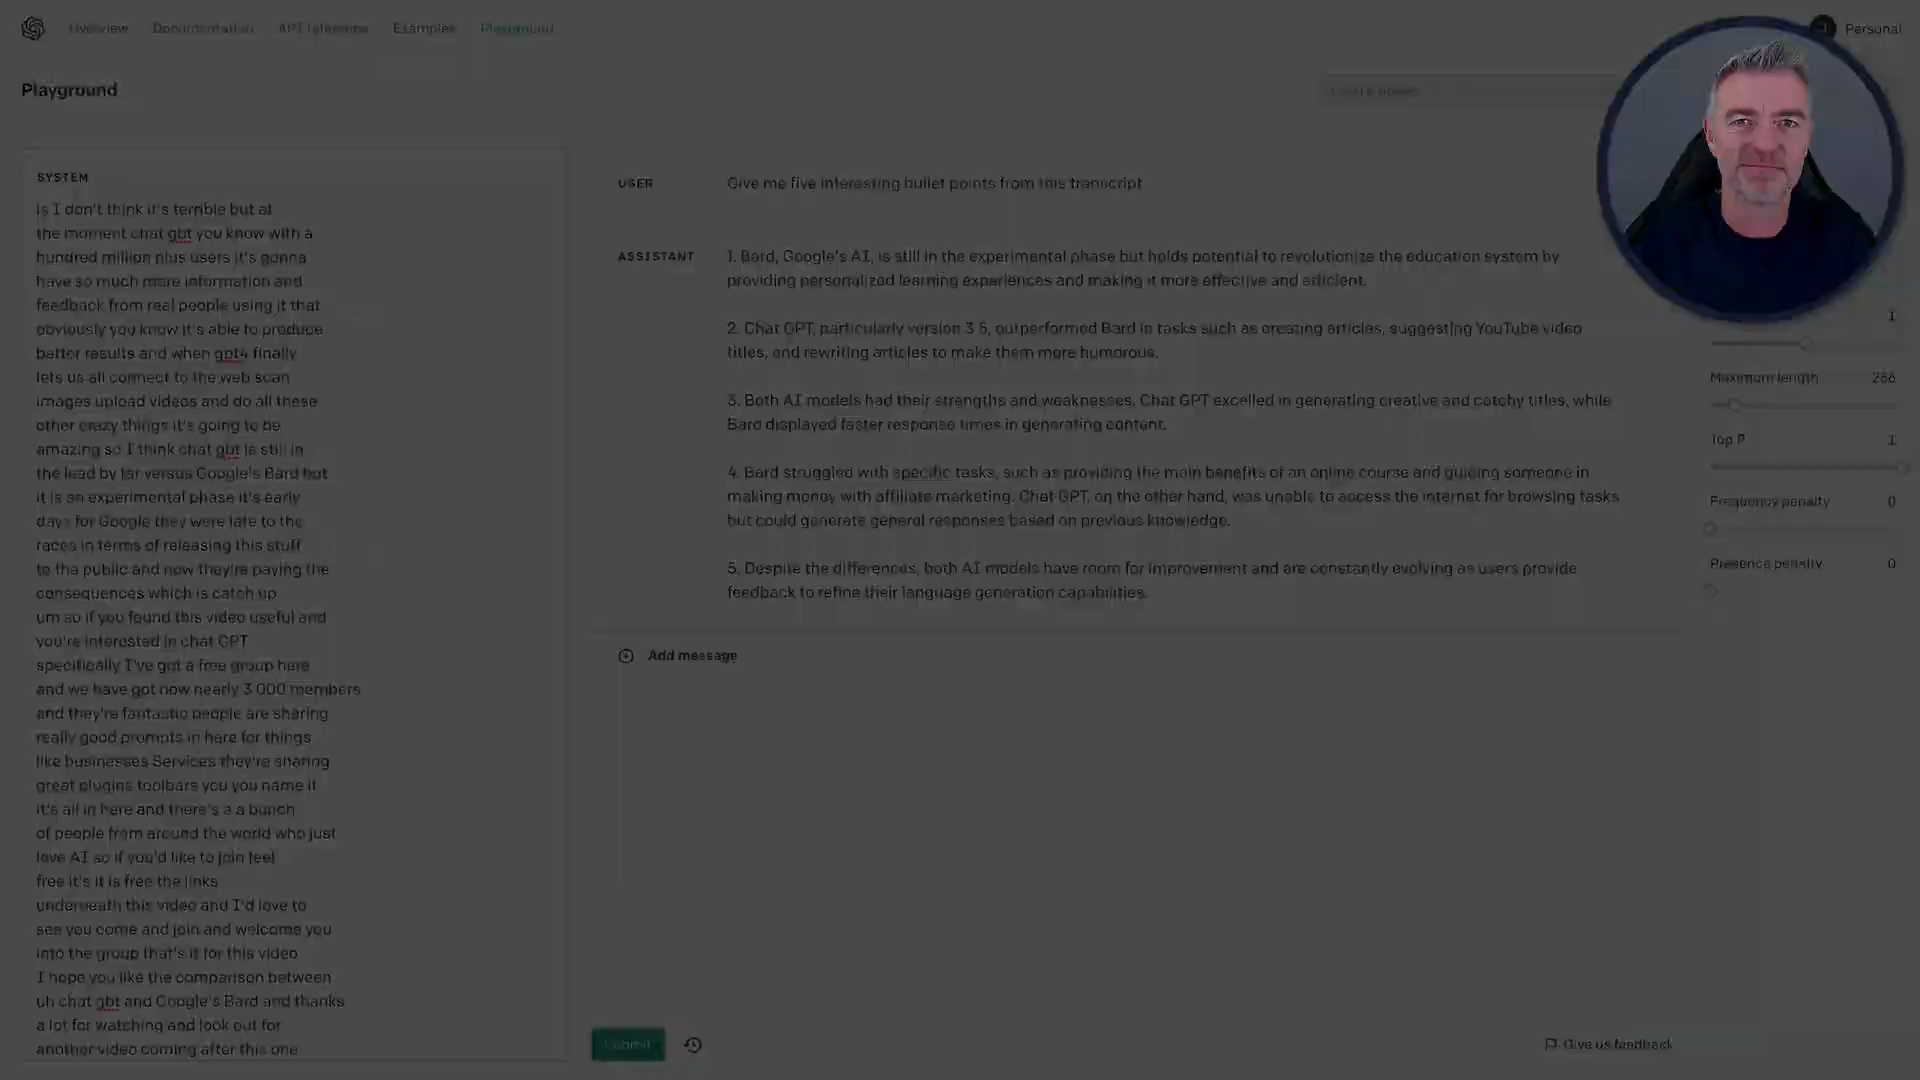 Overview Documentation API reference Examples Playground Personal
Playground
SYSTEM
is I don't think it's terrible but at
the moment chat gbt you know with a
hundred million plus users it's gonna
have so much more information and
feedback from real people using it that
obviously you know it's able to produce
better results and when gpt4 finally
lets us all connect to the web scan
images upload videos and do all these
other crazy things it's going to be
amazing so I think chat gbt is still in
the lead by far versus Google's Bard but
it is an experimental phase it's early
days for Google they were late to the
races in terms of releasing this stuff
to the public and now they're paying the
consequences which is catch up
um so if you found this video useful and
you're interested in chat GPT
specifically I've got a free group here
and we have got now nearly 3 000 members
and they're fantastic people are sharing
really good prompts in here for things
like businesses Services they're sharing
great plugins toolbars you you name it
it's all in here and there's a a bunch
of people from around the world who just
love AI so if you'd like to join feel
free it's it is free the links
underneath this video and I'd love to
see you come and join and welcome you
into the group that's it for this video
I hope you like the comparison between
uh chat gbt and Google's Bard and thanks
a lot for watching and look out for
another video coming after this one
USER Give me five interesting bullet points from this transcript
ASSISTANT 1. Bard, Google's AI, is still in the experimental phase but holds potential to revolutionize the education system by
providing personalized learning experiences and making it more effective and efficient.
2. Chat GPT, particularly version 3.5, outperformed Bard in tasks such as creating articles, suggesting YouTube video
titles, and rewriting articles to make them more humorous.
3. Both AI models had their strengths and weaknesses. Chat GPT excelled in generating creative and catchy titles, while
Bard displayed faster response times in generating content.
4. Bard struggled with specific tasks, such as providing the main benefits of an online course and guiding someone in
making money with affiliate marketing. Chat GPT, on the other hand, was unable to access the internet for browsing tasks
but could generate general responses based on previous knowledge.
5. Despite the differences, both AI models have room for improvement and are constantly evolving as users provide
feedback to refine their language generation capabilities.
Add message
Submit
Give us feedback
1
Maximum length 256
Top P 1
Frequency penalty 0
Presence penalty 0